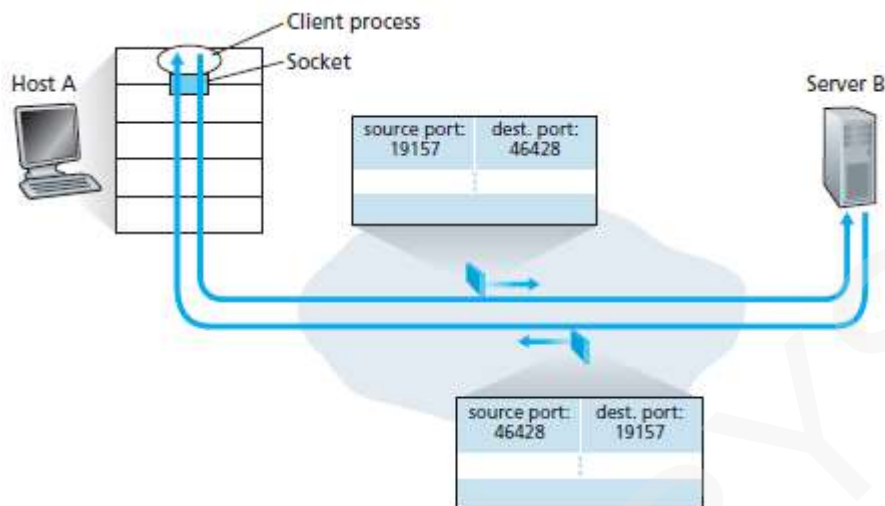 Client process
Socket
Host A
Server B
source port: dest. port:
19157 46428
source port: dest. port:
46428 19157